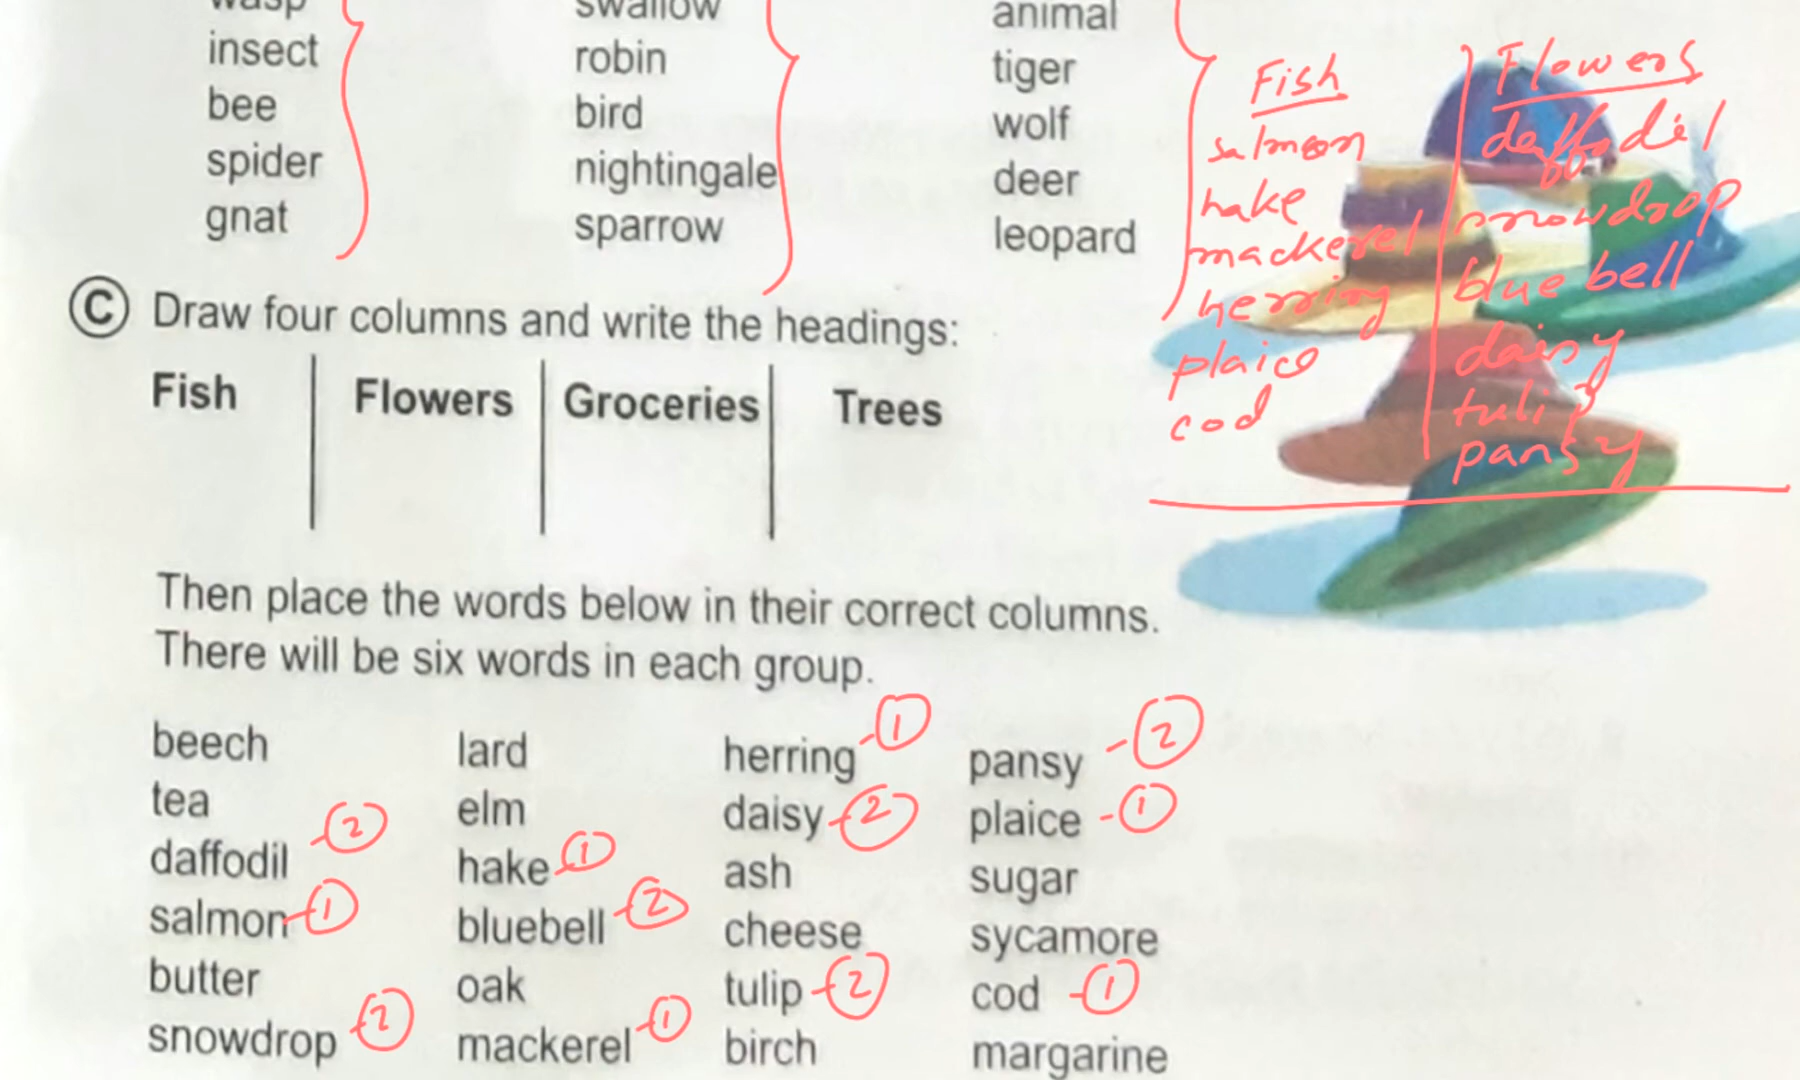 wasp swallow animal
insect robin tiger
bee bird wolf
spider nightingale deer
gnat sparrow leopard
Fish Flowers
salmon daffodil
hake snowdrop
mackerel blue bell
herring daisy
plaice tulip
cod pansy
C Draw four columns and write the headings:
Fish Flowers Groceries Trees
Then place the words below in their correct columns.
There will be six words in each group.
beech lard herring -1 pansy -2
tea elm daisy -2 plaice -1
daffodil -2 hake -1 ash sugar
salmon -1 bluebell -2 cheese sycamore
butter oak tulip -2 cod -1
snowdrop -2 mackerel -1 birch margarine